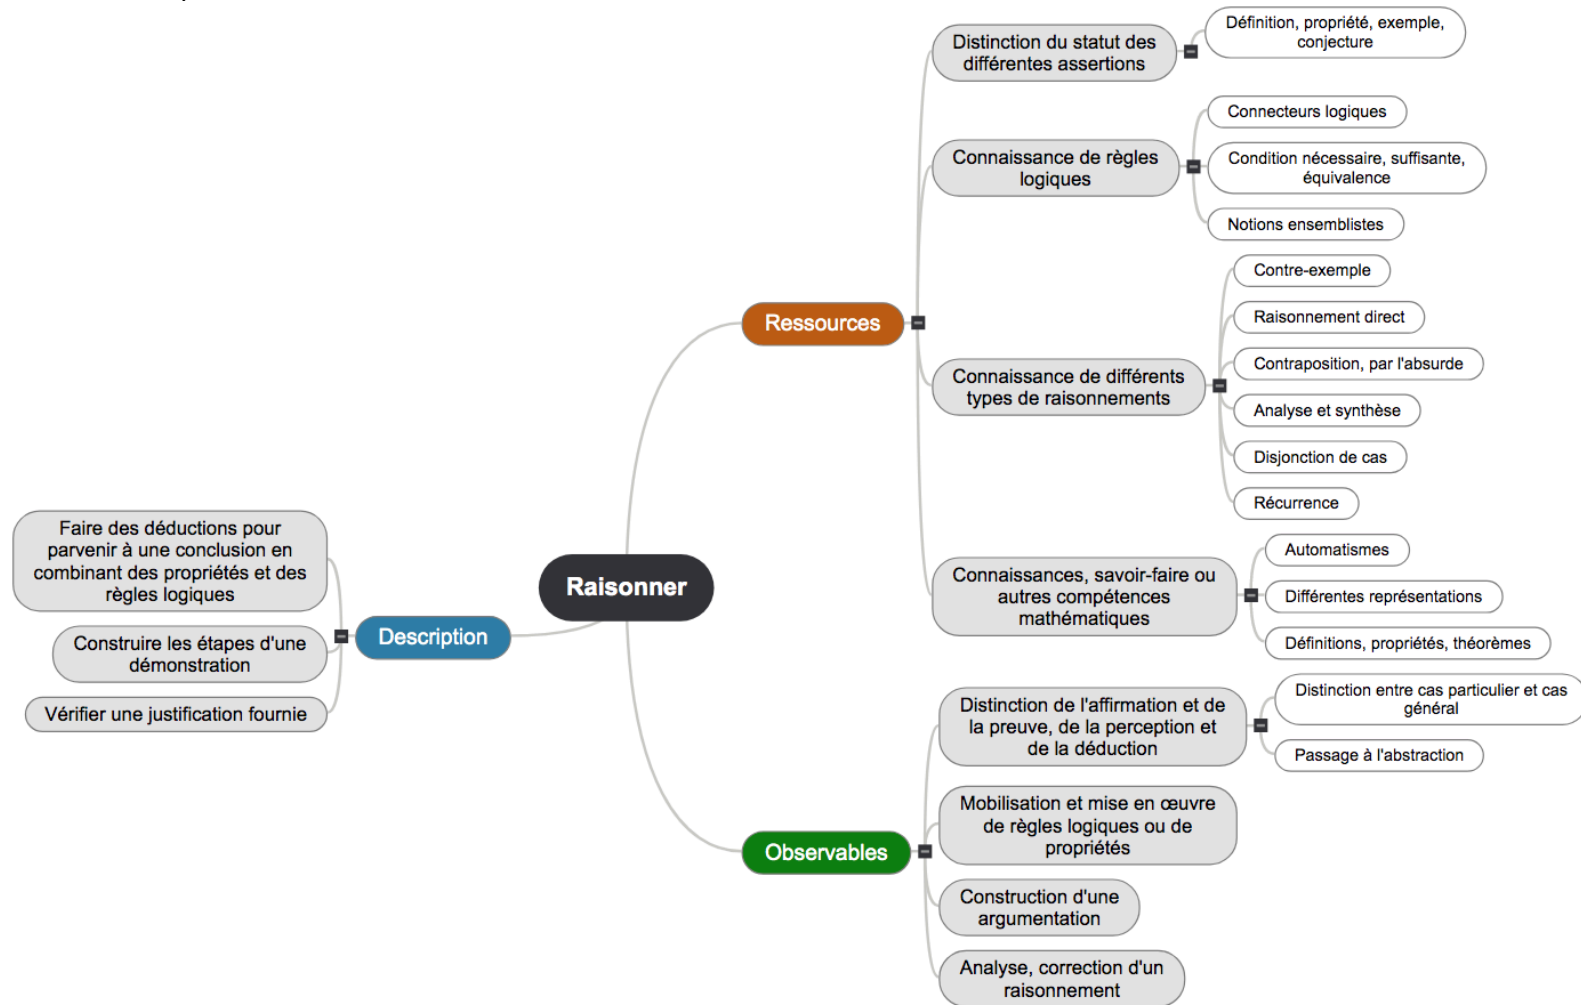 Raisonner
Description
Faire des déductions pour
parvenir à une conclusion en
combinant des propriétés et des
règles logiques
Construire les étapes d'une
démonstration
Vérifier une justification fournie
Ressources
Distinction du statut des
différentes assertions
Définition, propriété, exemple,
conjecture
Connaissance de règles
logiques
Connecteurs logiques
Condition nécessaire, suffisante,
équivalence
Notions ensemblistes
Connaissance de différents
types de raisonnements
Contre-exemple
Raisonnement direct
Contraposition, par l'absurde
Analyse et synthèse
Disjonction de cas
Récurrence
Connaissances, savoir-faire ou
autres compétences
mathématiques
Automatismes
Différentes représentations
Définitions, propriétés, théorèmes
Observables
Distinction de l'affirmation et de
la preuve, de la perception et
de la déduction
Distinction entre cas particulier et cas
général
Passage à l'abstraction
Mobilisation et mise en œuvre
de règles logiques ou de
propriétés
Construction d'une
argumentation
Analyse, correction d'un
raisonnement